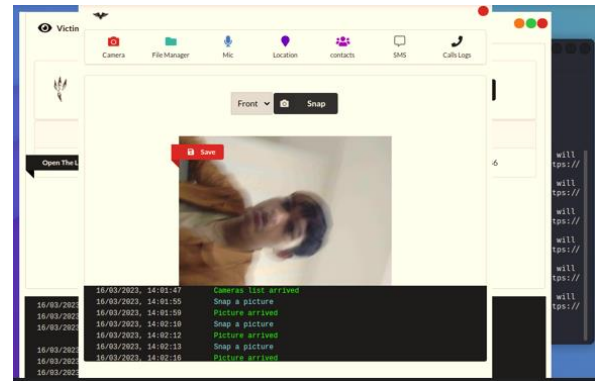 Victin
Camera
File Manager
Mic
Location
contacts
SMS
Calls Logs
Front
Snap
Save
Open The L
will
tps://
will
tps://
will
tps://
will
tps://
will
tps://
will
tps://
16/03/2023, 14:01:47 Cameras list arrived
16/03/2023, 14:01:55 Snap a picture
16/03/2023, 14:01:59 Picture arrived
16/03/2023, 14:02:10 Snap a picture
16/03/2023, 14:02:12 Picture arrived
16/03/2023, 14:02:13 Snap a picture
16/03/2023, 14:02:16 Picture arrived
16/03/2023
16/03/2023
16/03/2023
16/03/2023
16/03/2023
16/03/2023